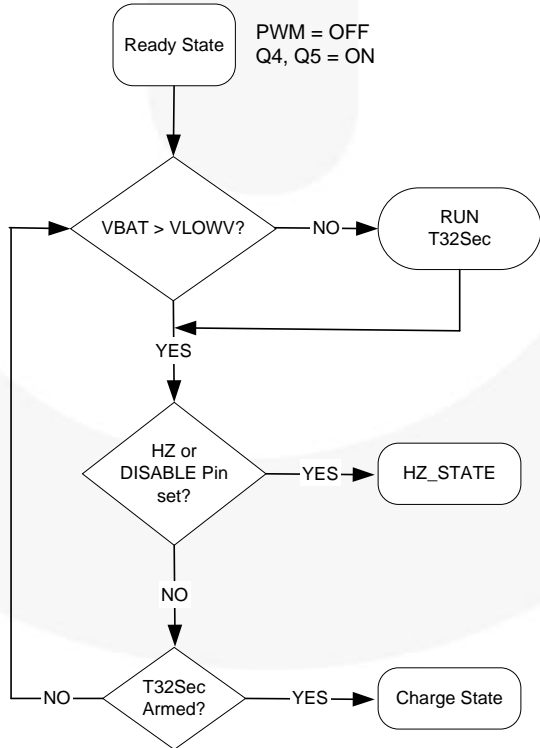 Ready State
PWM = OFF
Q4, Q5 = ON
VBAT > VLOWV?
NO
RUN
T32Sec
YES
HZ or
DISABLE Pin
set?
YES
HZ_STATE
NO
T32Sec
Armed?
NO
YES
Charge State